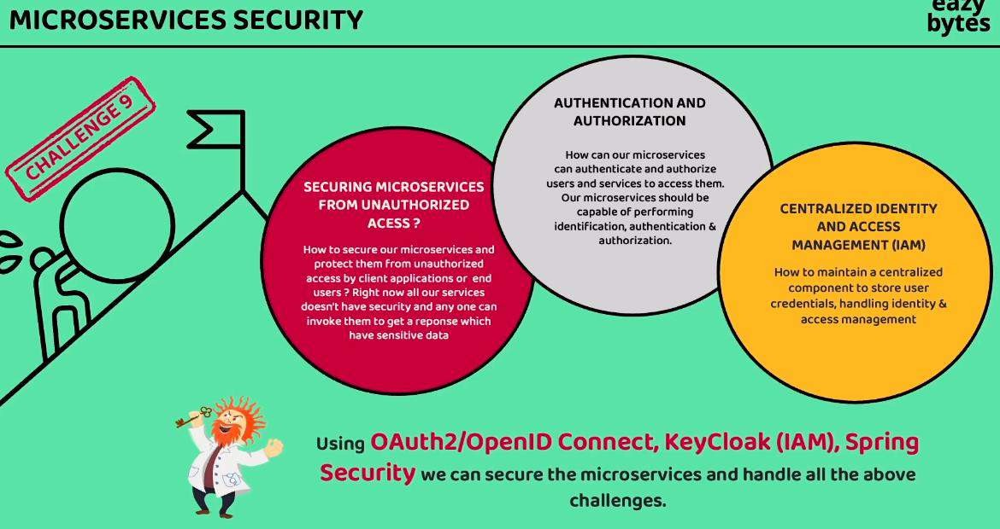 MICROSERVICES SECURITY
eazy
bytes
CHALLENGE 9
SECURING MICROSERVICES
FROM UNAUTHORIZED
ACESS ?
How to secure our microservices and
protect them from unauthorized
access by client applications or end
users ? Right now all our services
doesn't have security and any one can
invoke them to get a reponse which
have sensitive data
AUTHENTICATION AND
AUTHORIZATION
How can our microservices
can authenticate and authorize
users and services to access them.
Our microservices should be
capable of performing
identification, authentication &
authorization.
CENTRALIZED IDENTITY
AND ACCESS
MANAGEMENT (IAM)
How to maintain a centralized
component to store user
credentials, handling identity &
access management
Using OAuth2/OpenID Connect, KeyCloak (IAM), Spring
Security we can secure the microservices and handle all the above
challenges.